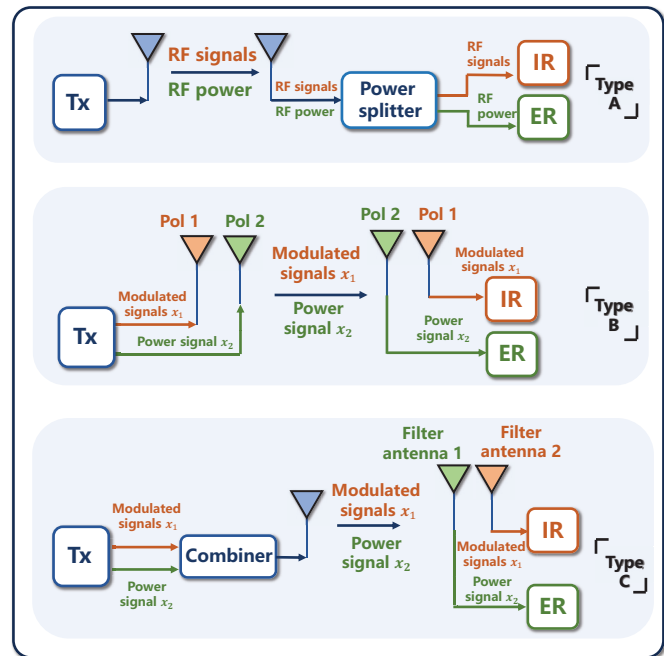 RF signals
RF power
Tx
RF signals
RF power
Power
splitter
RF
signals
RF
power
IR
ER
Type
A
Pol 1
Pol 2
Pol 2
Pol 1
Modulated
signals x₁
Power
signal x₂
Modulated
signals x₁
Tx
Power signal x₂
Modulated
signals x₁
IR
Power
signal x₂
ER
Type
B
Filter
antenna 1
Filter
antenna 2
Modulated
signals x₁
Tx
Power
signal x₂
Combiner
Modulated
signals x₁
Power
signal x₂
IR
Modulated
signals x₁
Power
signal x₂
ER
Type
C